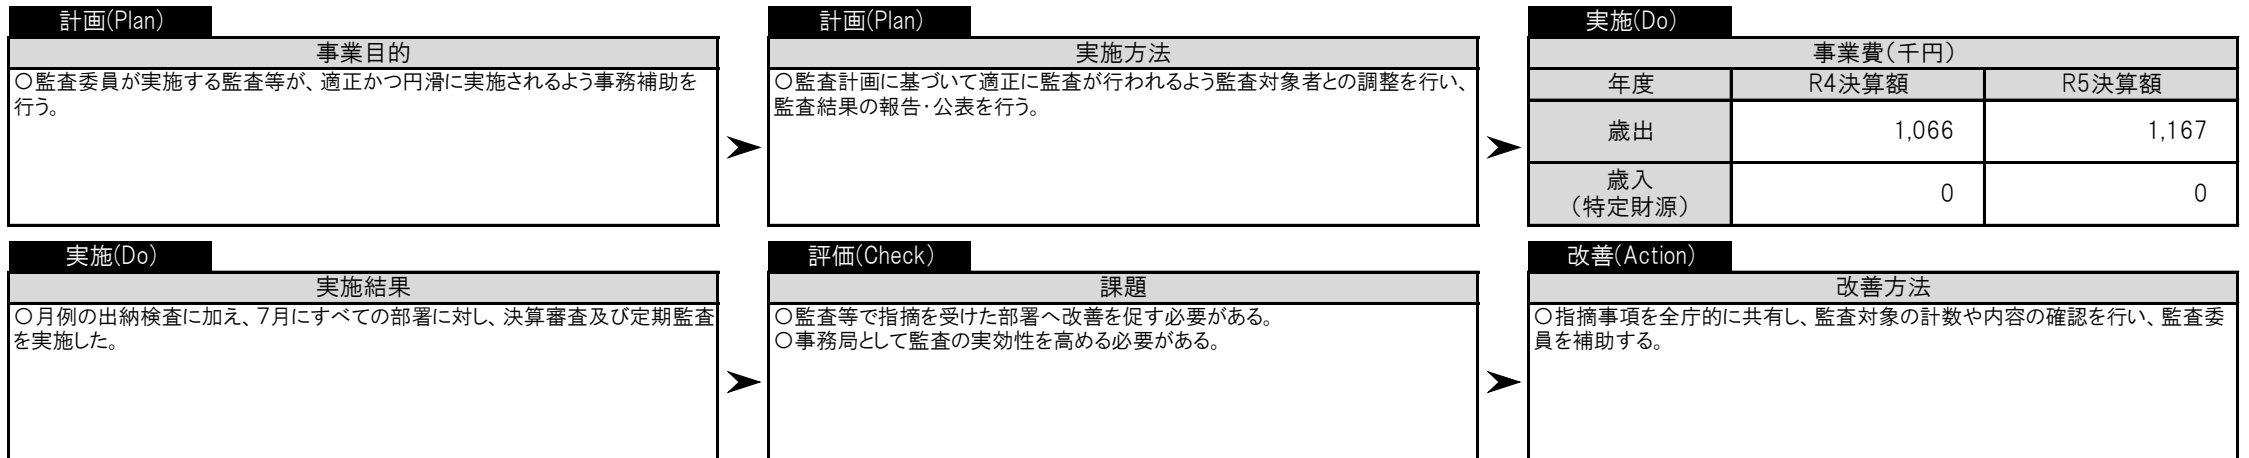 計画(Plan)
事業目的
〇監査委員が実施する監査等が、適正かつ円滑に実施されるよう事務補助を
行う。
計画(Plan)
実施方法
〇監査計画に基づいて適正に監査が行われるよう監査対象者との調整を行い、
監査結果の報告・公表を行う。
実施(Do)
事業費(千円)
年度 R4決算額 R5決算額
歳出 1,066 1,167
歳入
(特定財源) 0 0
実施(Do)
実施結果
〇月例の出納検査に加え、7月にすべての部署に対し、決算審査及び定期監査
を実施した。
評価(Check)
課題
〇監査等で指摘を受けた部署へ改善を促す必要がある。
〇事務局として監査の実効性を高める必要がある。
改善(Action)
改善方法
〇指摘事項を全庁的に共有し、監査対象の計数や内容の確認を行い、監査委
員を補助する。